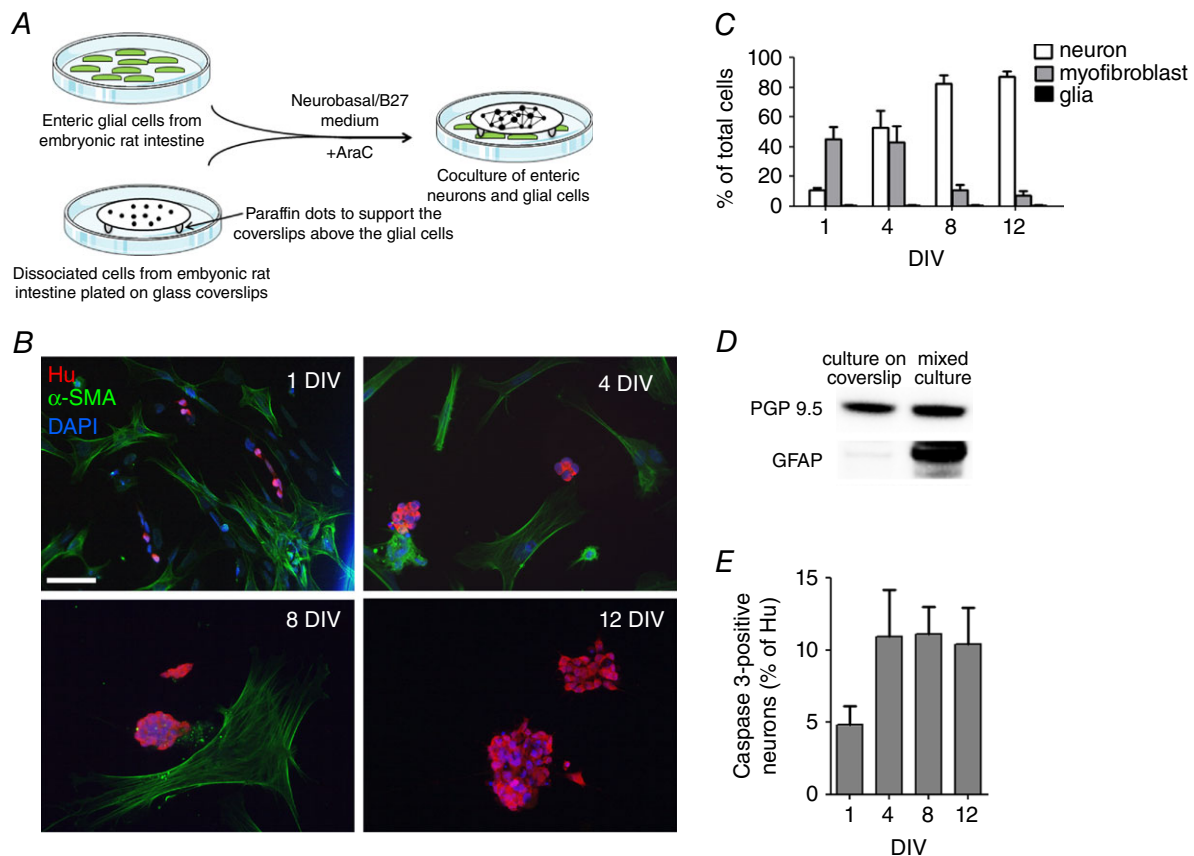 A
Enteric glial cells from
embryonic rat intestine
Neurobasal/B27
medium
+AraC
Coculture of enteric
neurons and glial cells
Paraffin dots to support the
coverslips above the glial cells
Dissociated cells from embyonic rat
intestine plated on glass coverslips
B
Hu
α-SMA
DAPI
1 DIV
4 DIV
8 DIV
12 DIV
C
neuron
myofibroblast
glia
% of total cells
100
80
60
40
20
0
1 4 8 12
DIV
D
culture on
coverslip
mixed
culture
PGP 9.5
GFAP
E
Caspase 3-positive
neurons (% of Hu)
15
10
5
0
1 4 8 12
DIV